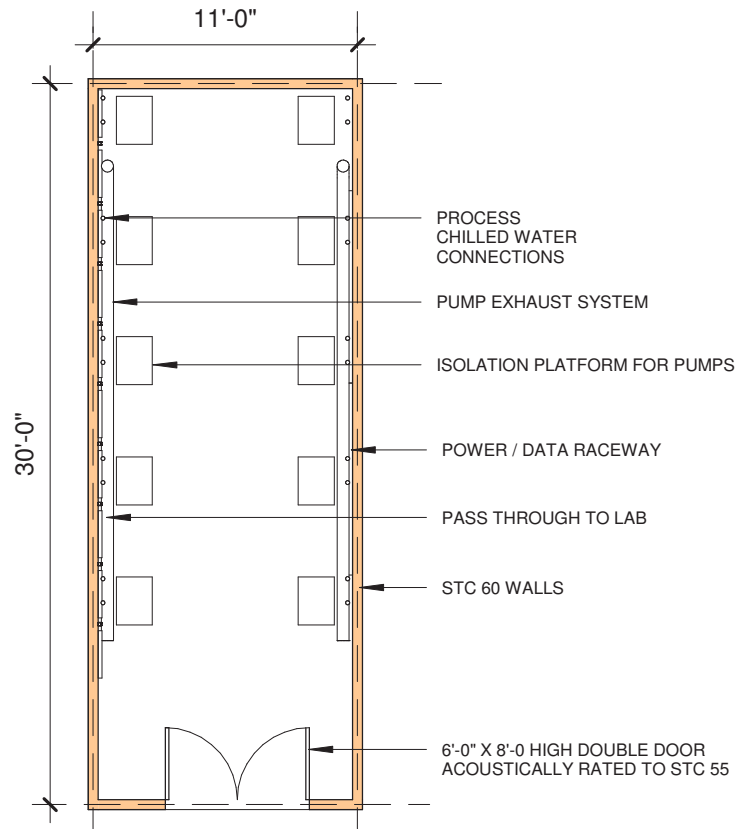 11'-0"
30'-0"
PROCESS
CHILLED WATER
CONNECTIONS
PUMP EXHAUST SYSTEM
ISOLATION PLATFORM FOR PUMPS
POWER / DATA RACEWAY
PASS THROUGH TO LAB
STC 60 WALLS
6'-0" X 8'-0 HIGH DOUBLE DOOR
ACOUSTICALLY RATED TO STC 55